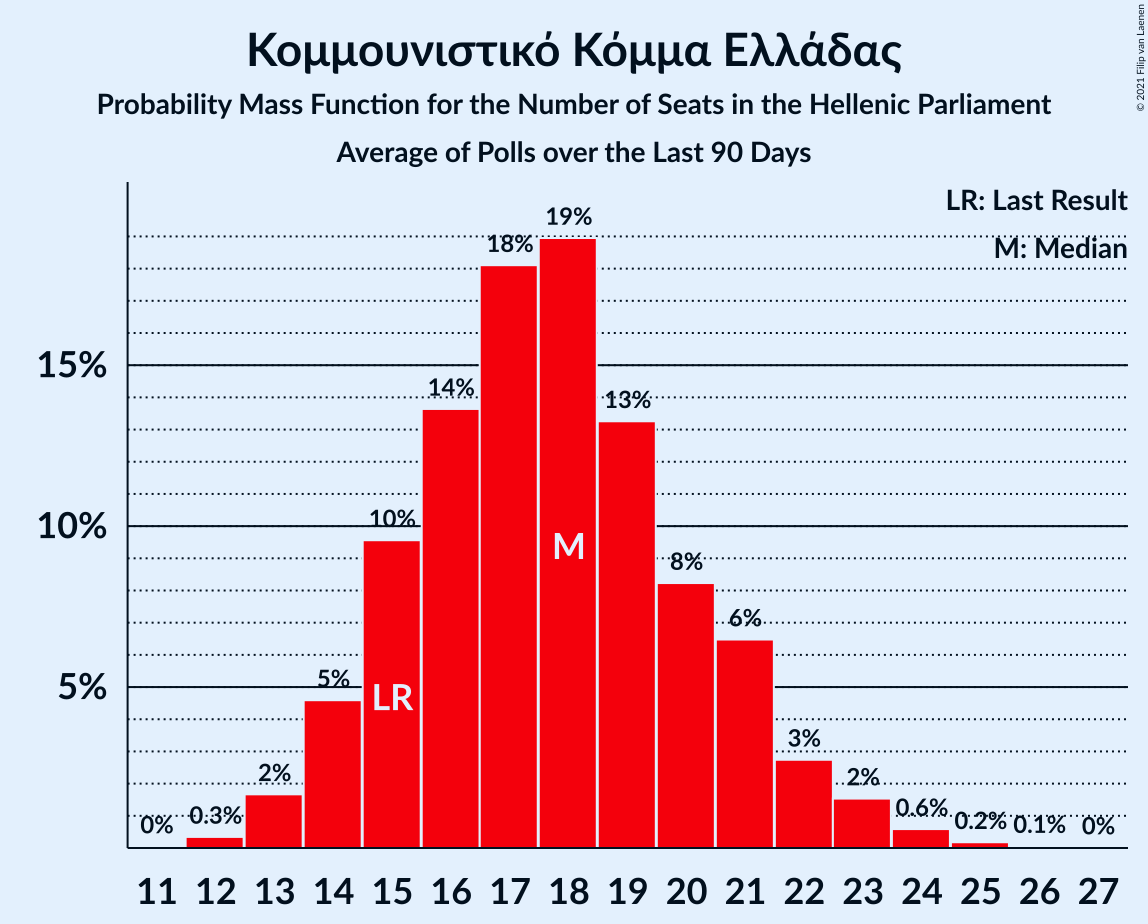 Κομμουνιστικό Κόμμα Ελλάδας
Probability Mass Function for the Number of Seats in the Hellenic Parliament
Average of Polls over the Last 90 Days
© 2021 Filip van Laenen
LR: Last Result
M: Median
15%
10%
5%
0%
0.3%
2%
5%
10%
14%
18%
19%
13%
8%
6%
3%
2%
0.6%
0.2%
0.1%
0%
LR
M
11 12 13 14 15 16 17 18 19 20 21 22 23 24 25 26 27